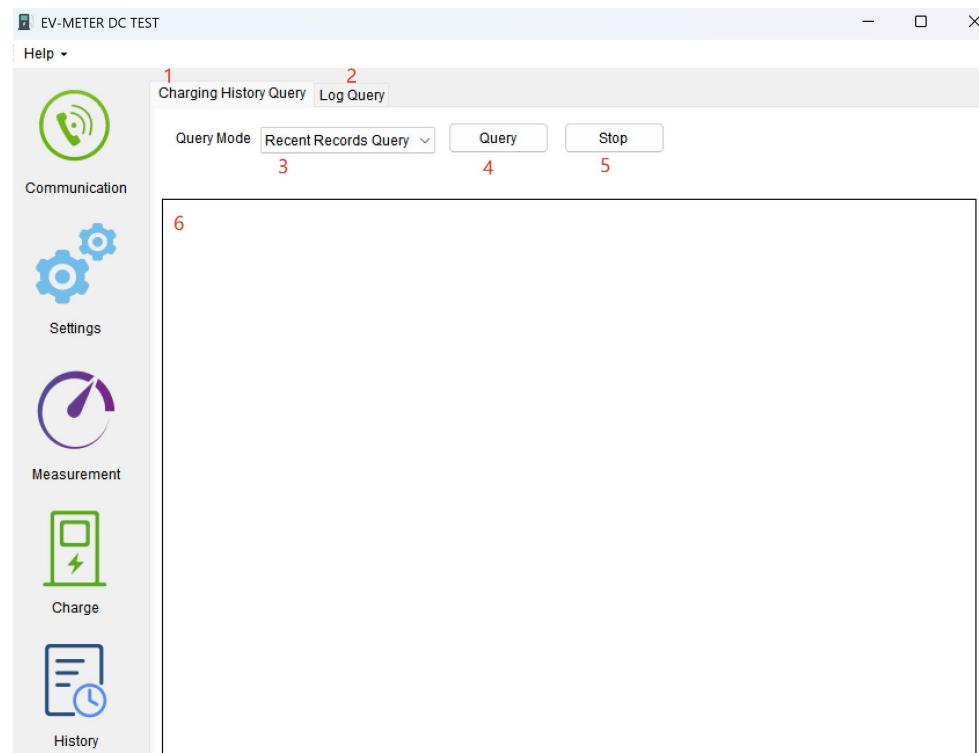 EV-METER DC TEST
Help
1
2
Charging History Query
Log Query
Query Mode
Recent Records Query
Query
Stop
3
4
5
6
Communication
Settings
Measurement
Charge
History